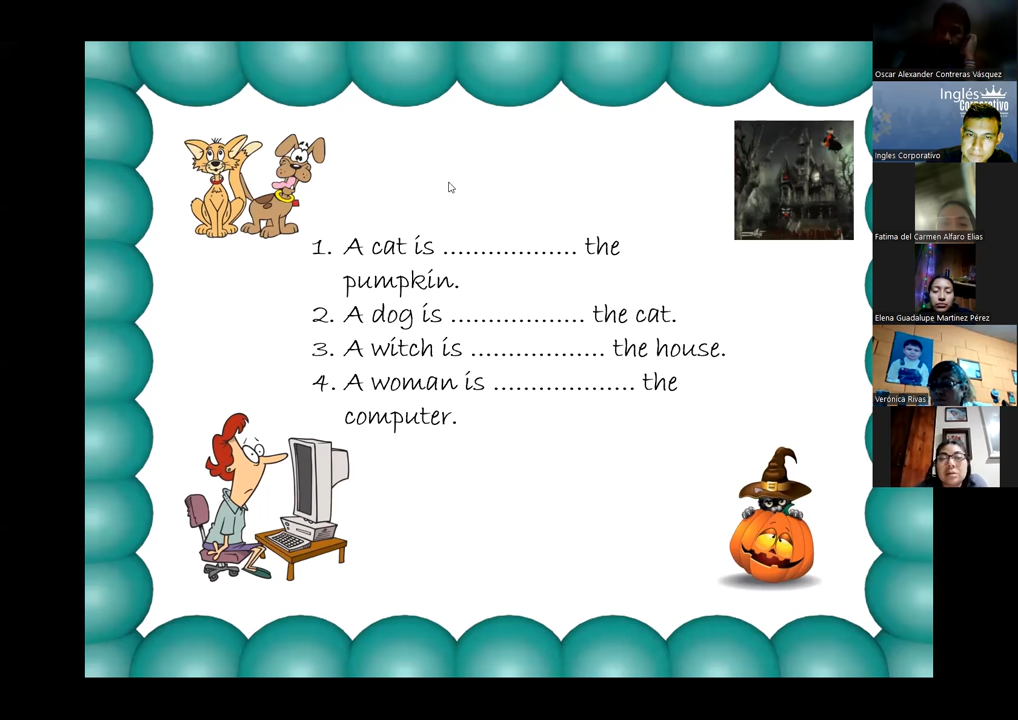 1. A cat is .................. the
pumpkin.
2. A dog is .................. the cat.
3. A witch is .................. the house.
4. A woman is ................... the
computer.
Oscar Alexander Contreras Vásquez
Inglés
Corporativo
Ingles Corporativo
Fatima del Carmen Alfaro Elias
Elena Guadalupe Martinez Pérez
Verónica Rivas